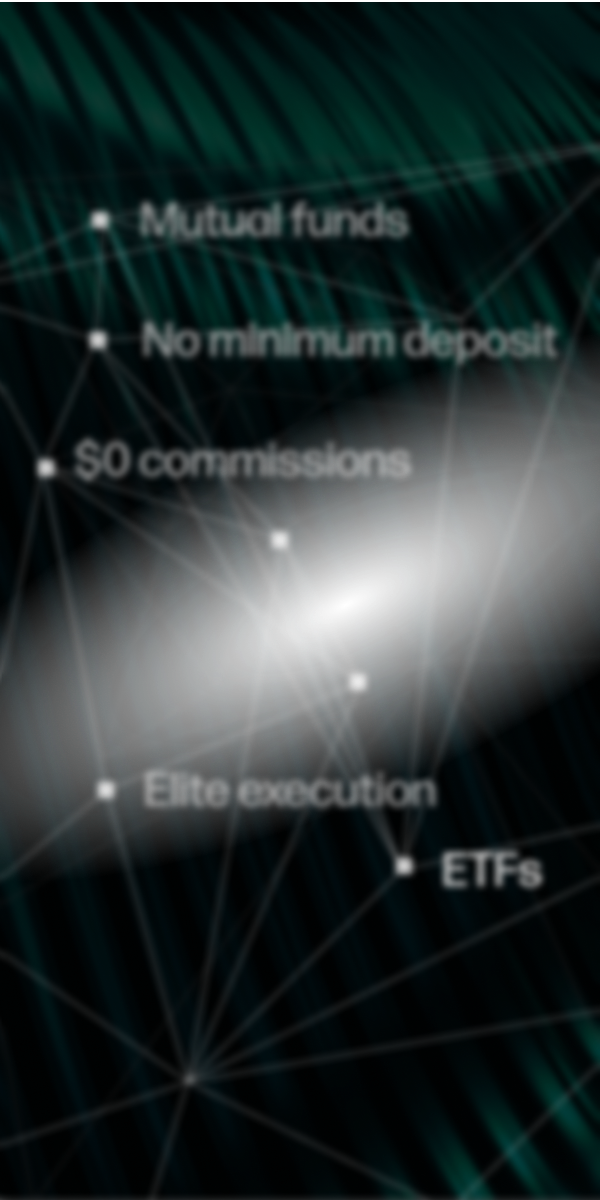 Mutual funds
No minimum deposit
$0 commissions
Elite execution
ETFs